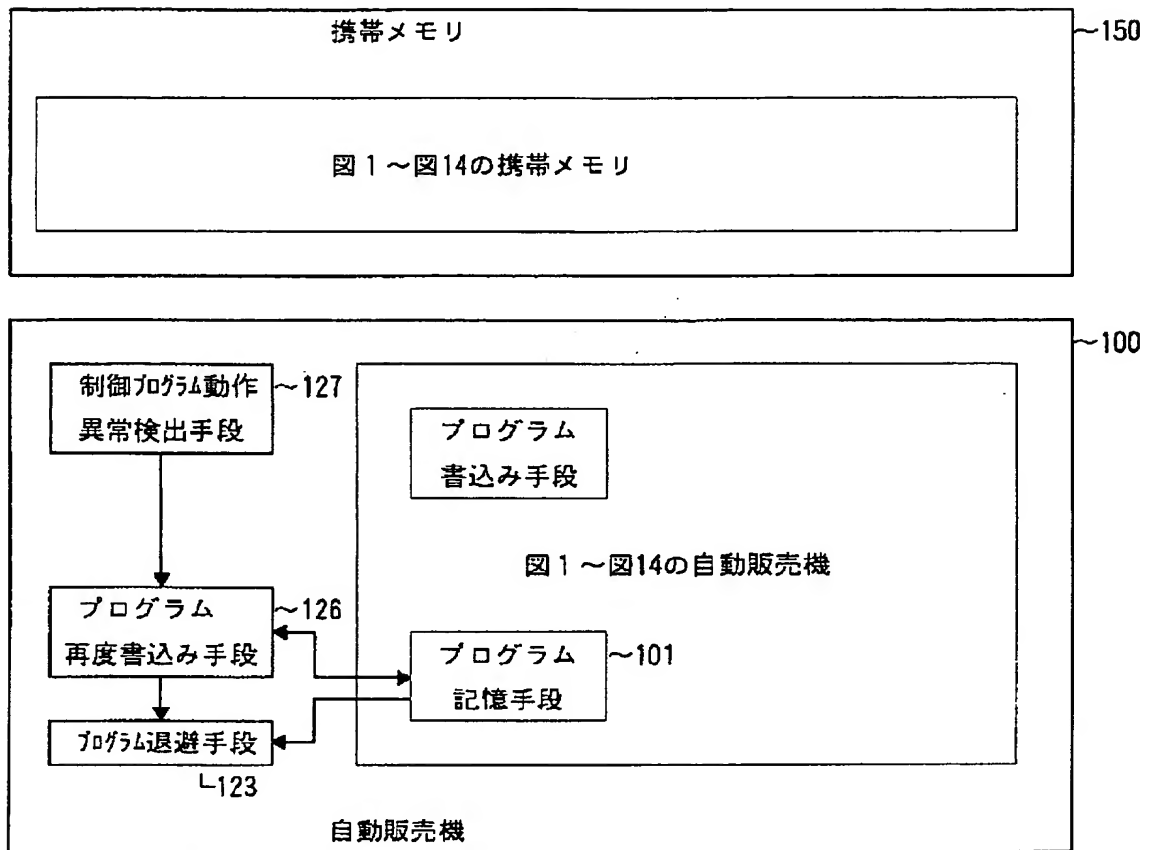 携帯メモリ
~150
図1~図14の携帯メモリ
~100
制御プログラム動作
異常検出手段
~127
プログラム
書込み手段
図1~図14の自動販売機
プログラム
再度書込み手段
~126
プログラム
記憶手段
~101
プログラム退避手段
123
自動販売機